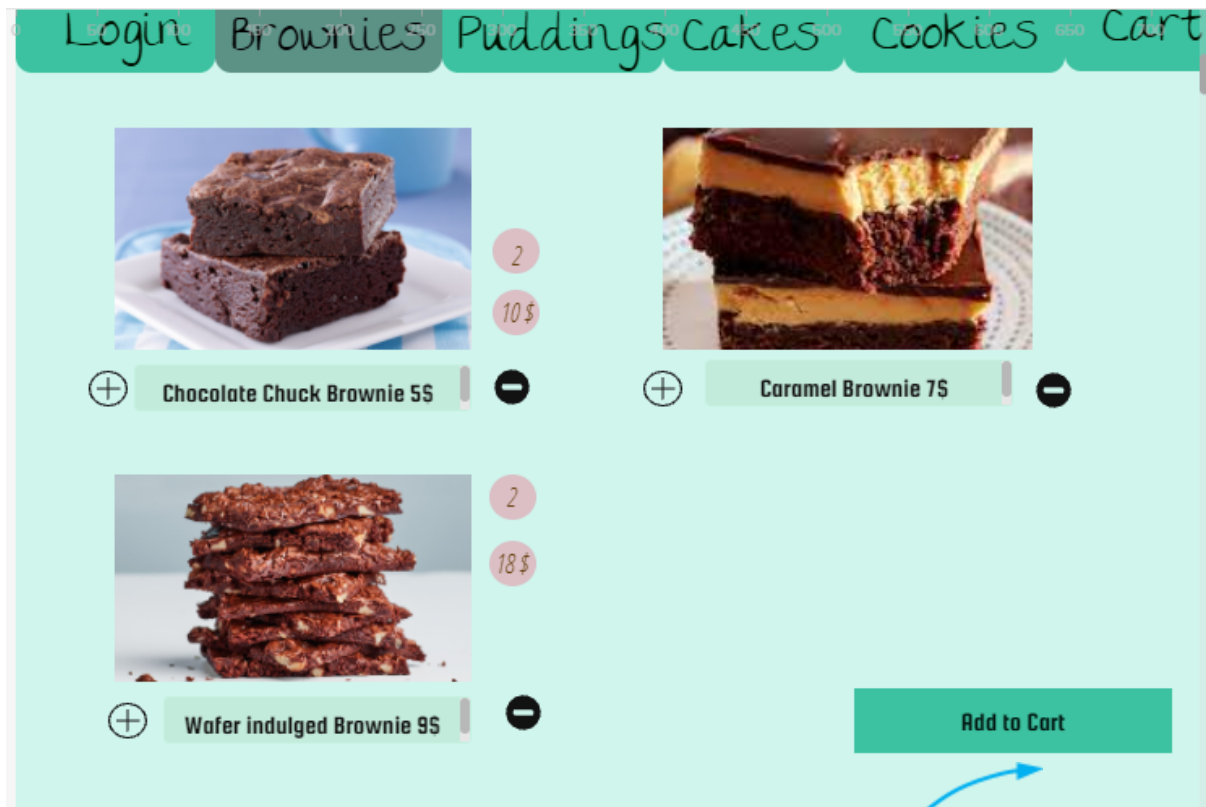 Login Brownies Puddings Cakes Cookies Cart
2
10$
Chocolate Chuck Brownie 5$
Caramel Brownie 7$
2
18$
Wafer indulged Brownie 9$
Add to Cart